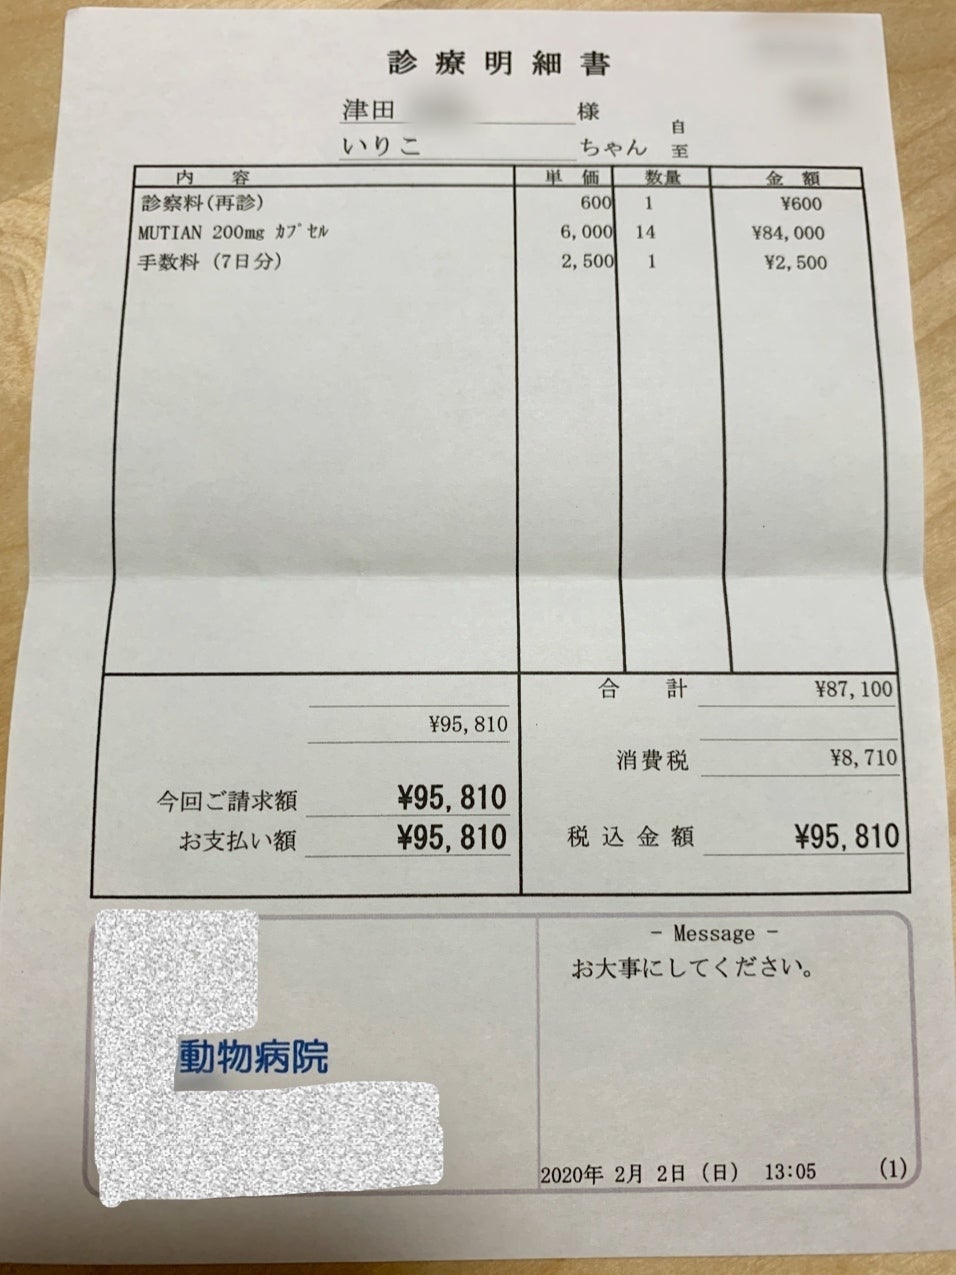 診療明細書
津田 様
いりこ ちゃん 自
至
内 容 単 価 数量 金 額
診察料(再診) 600 1 ¥600
MUTIAN 200mg ｶﾌﾟｾﾙ 6,000 14 ¥84,000
手数料 (7日分) 2,500 1 ¥2,500
合 計 ¥87,100
¥95,810
消費税 ¥8,710
今回ご請求額 ¥95,810
お支払い額 ¥95,810
税込金額 ¥95,810
- Message -
お大事にしてください。
動物病院
2020年 2月 2日 (日) 13:05 (1)